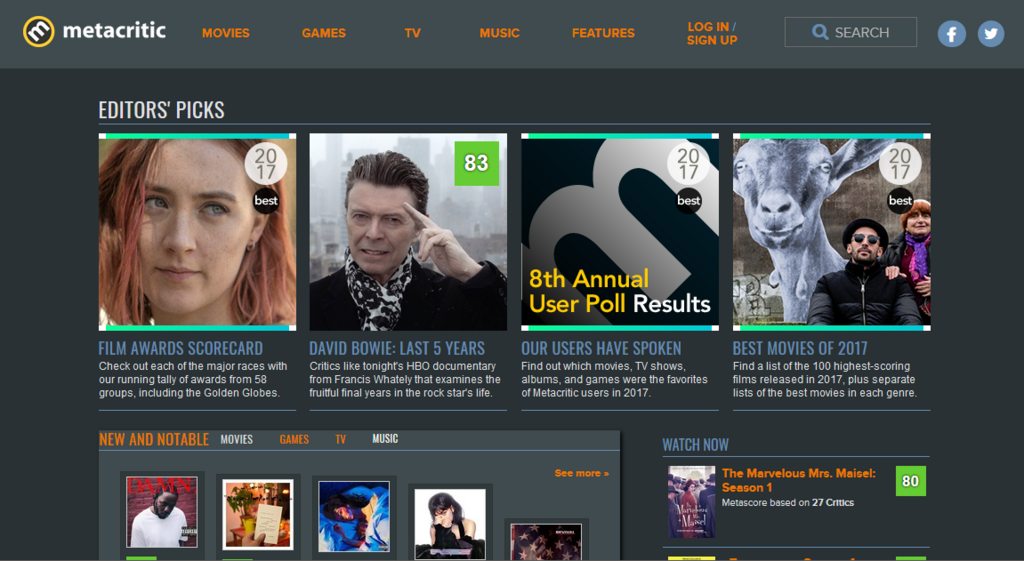 metacritic
MOVIES
GAMES
TV
MUSIC
FEATURES
LOG IN /
SIGN UP
SEARCH
EDITORS' PICKS
20
17
best
83
20
17
best
8th Annual
User Poll Results
20
17
best
FILM AWARDS SCORECARD
Check out each of the major races with
our running tally of awards from 58
groups, including the Golden Globes.
DAVID BOWIE: LAST 5 YEARS
Critics like tonight's HBO documentary
from Francis Whately that examines the
fruitful final years in the rock star's life.
OUR USERS HAVE SPOKEN
Find out which movies, TV shows,
albums, and games were the favorites
of Metacritic users in 2017.
BEST MOVIES OF 2017
Find a list of the 100 highest-scoring
films released in 2017, plus separate
lists of the best movies in each genre.
NEW AND NOTABLE
MOVIES
GAMES
TV
MUSIC
See more »
DAMN.
WATCH NOW
The Marvelous Mrs. Maisel:
Season 1
Metascore based on 27 Critics
80